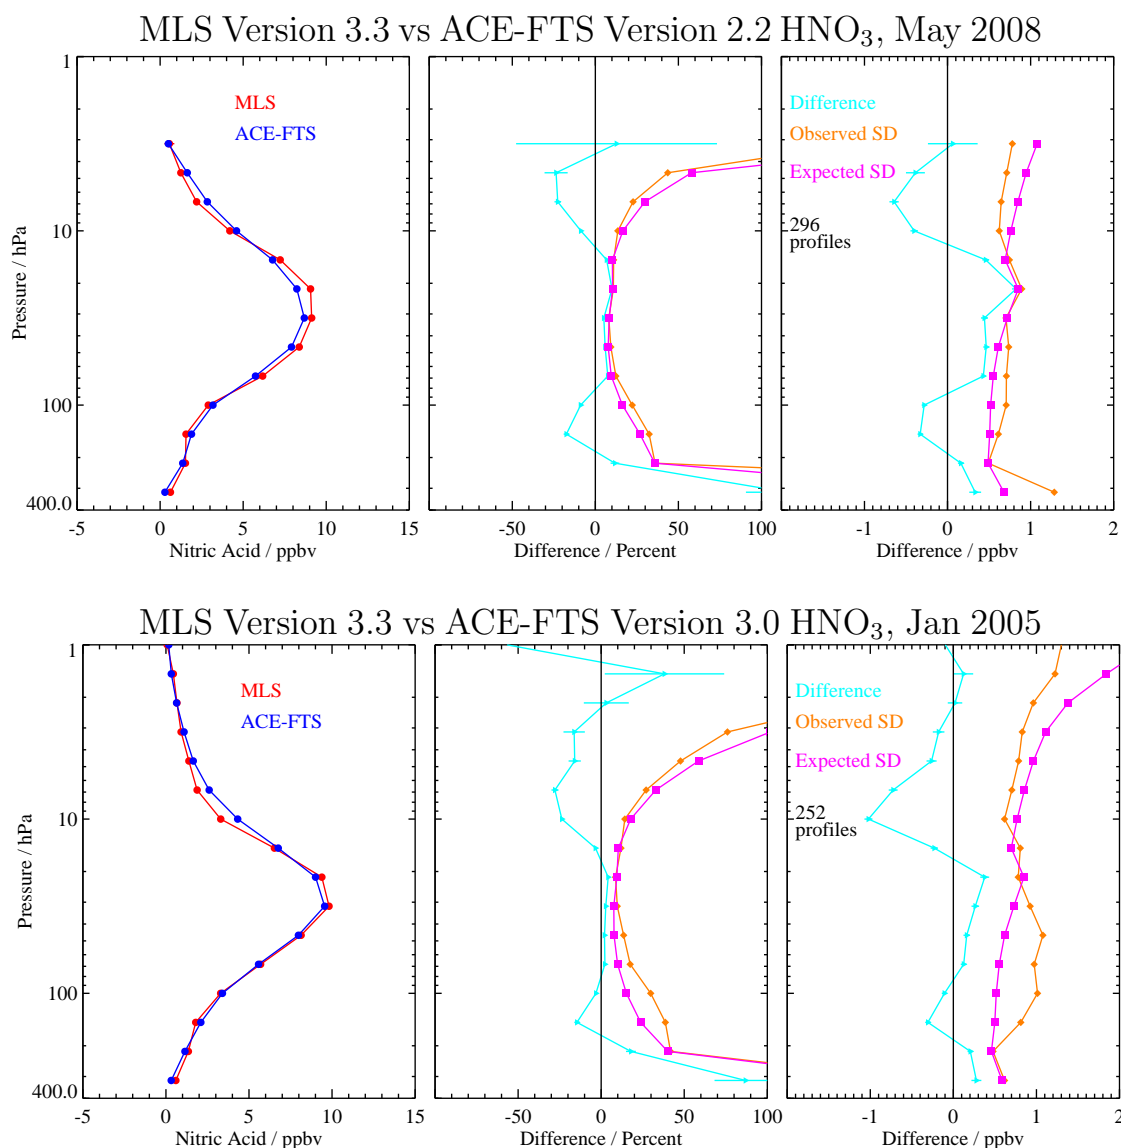 MLS Version 3.3 vs ACE-FTS Version 2.2 HNO₃, May 2008
1
10
100
400.0
Pressure / hPa
MLS
ACE-FTS
-5
0
5
10
15
Nitric Acid / ppbv
-50
0
50
100
Difference / Percent
Difference
Observed SD
Expected SD
296
profiles
-1
0
1
2
Difference / ppbv
MLS Version 3.3 vs ACE-FTS Version 3.0 HNO₃, Jan 2005
1
10
100
400.0
Pressure / hPa
MLS
ACE-FTS
-5
0
5
10
15
Nitric Acid / ppbv
-50
0
50
100
Difference / Percent
Difference
Observed SD
Expected SD
252
profiles
-1
0
1
2
Difference / ppbv